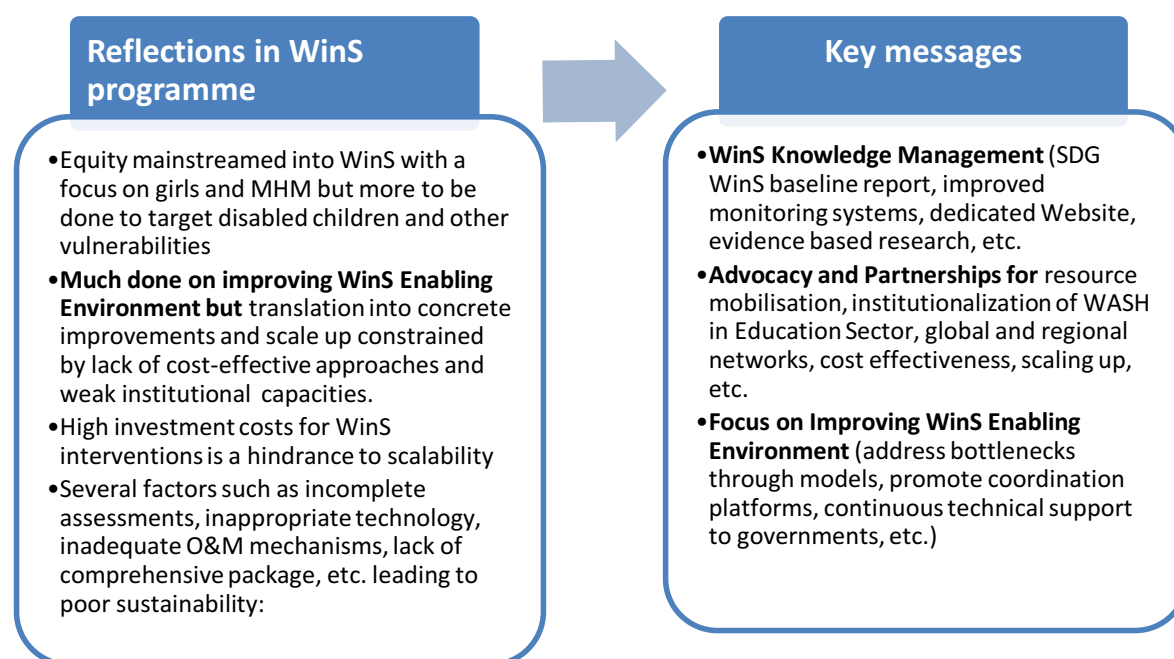 Reflections in WinS
programme
•Equity mainstreamed into WinS with a
focus on girls and MHM but more to be
done to target disabled children and other
vulnerabilities
•Much done on improving WinS Enabling
Environment but translation into concrete
improvements and scale up constrained
by lack of cost-effective approaches and
weak institutional capacities.
•High investment costs for WinS
interventions is a hindrance to scalability
•Several factors such as incomplete
assessments, inappropriate technology,
inadequate O&M mechanisms, lack of
comprehensive package, etc. leading to
poor sustainability:
Key messages
•WinS Knowledge Management (SDG
WinS baseline report, improved
monitoring systems, dedicated Website,
evidence based research, etc.
•Advocacy and Partnerships for resource
mobilisation, institutionalization of WASH
in Education Sector, global and regional
networks, cost effectiveness, scaling up,
etc.
•Focus on Improving WinS Enabling
Environment (address bottlenecks
through models, promote coordination
platforms, continuous technical support
to governments, etc.)